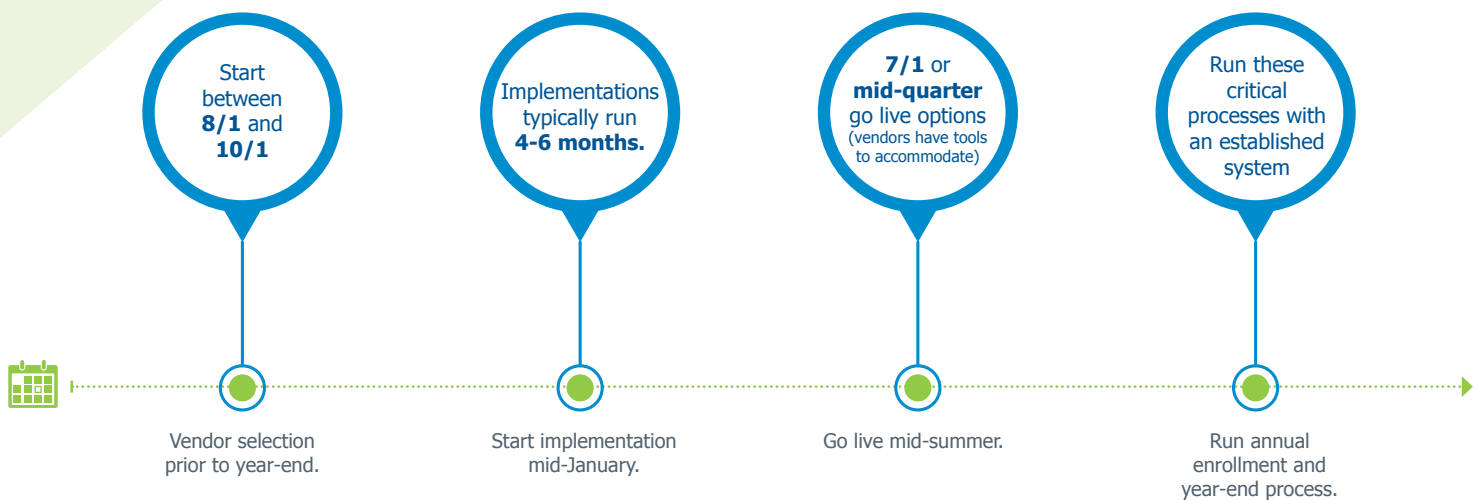 Start
between
8/1 and
10/1
Implementations
typically run
4-6 months.
7/1 or
mid-quarter
go live options
(vendors have tools
to accommodate)
Run these
critical
processes with
an established
system
Vendor selection
prior to year-end.
Start implementation
mid-January.
Go live mid-summer.
Run annual
enrollment and
year-end process.